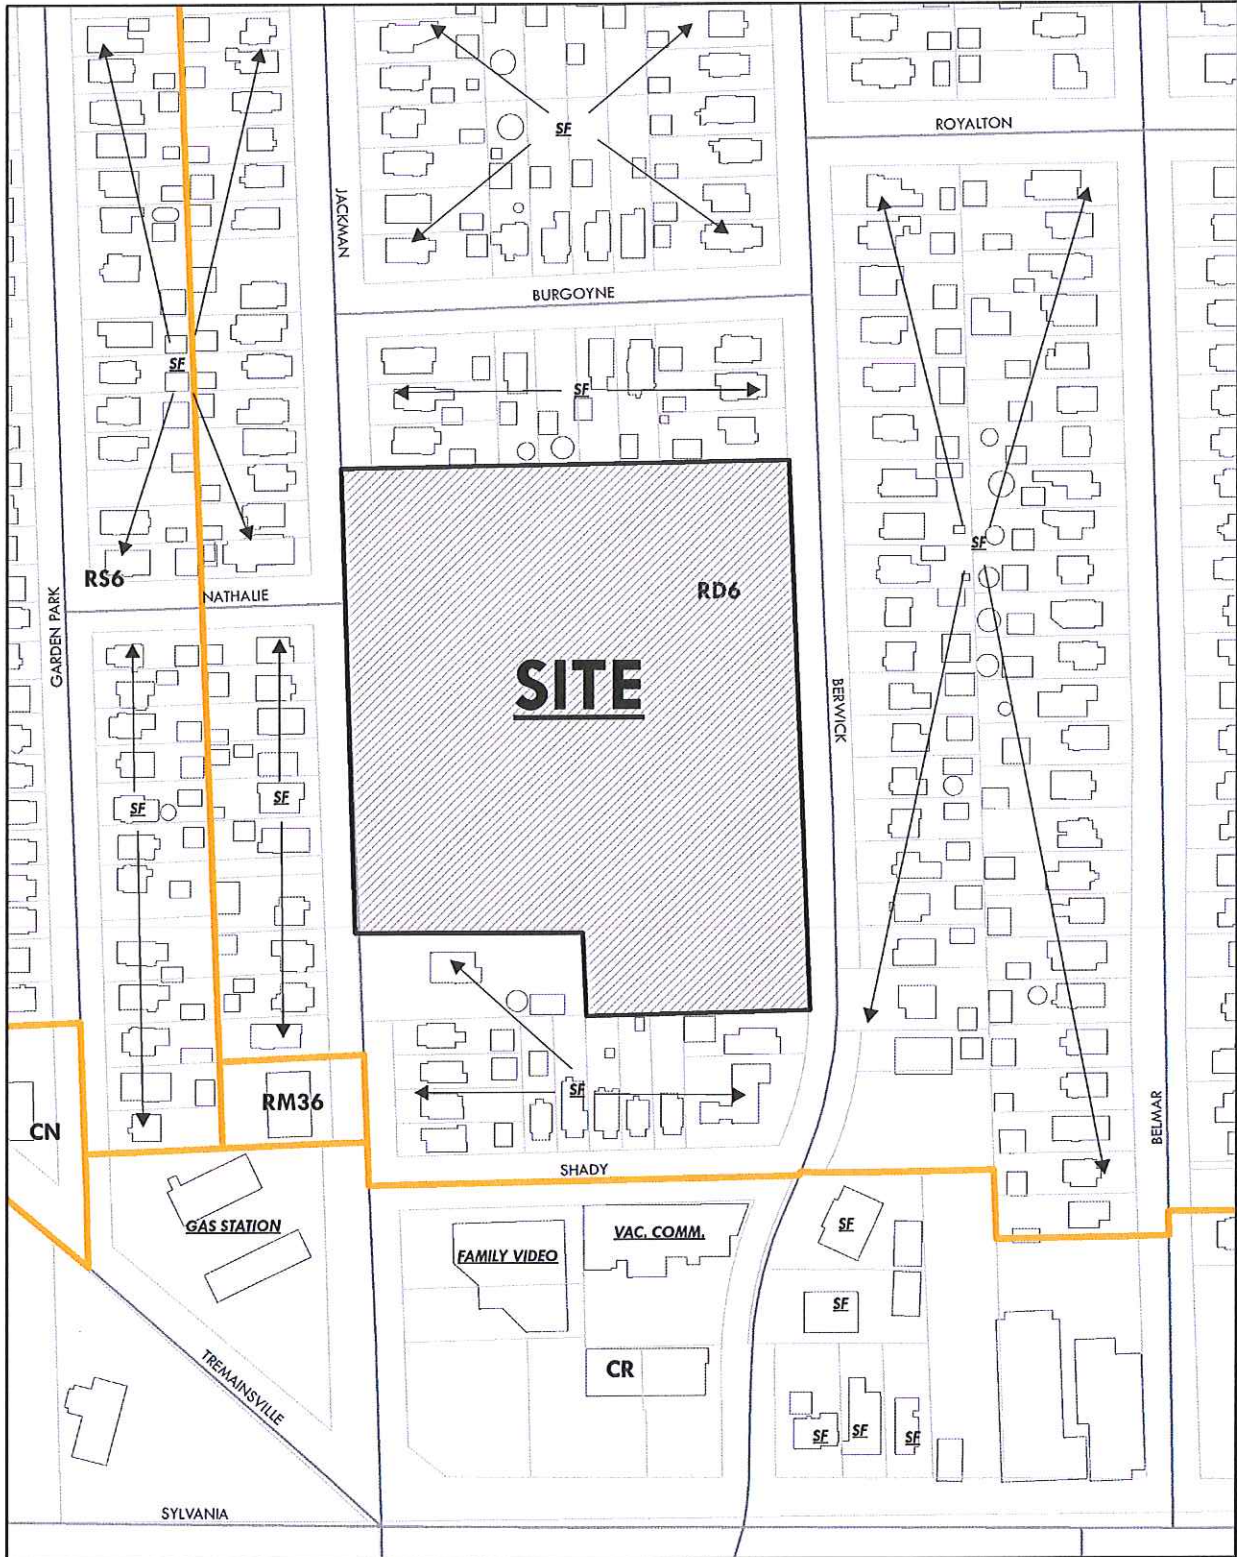 ROYALTON
SF
JACKMAN
BURGOYNE
SF
SF
SF
RS6
NATHALIE
GARDEN PARK
RD6
SITE
BERWICK
SF
SF
SF
RM36
CN
BELMAR
SHADY
GAS STATION
FAMILY VIDEO
VAC. COMM.
SF
SF
CR
TREMAINSVILLE
SF
SF
SF
SYLVANIA